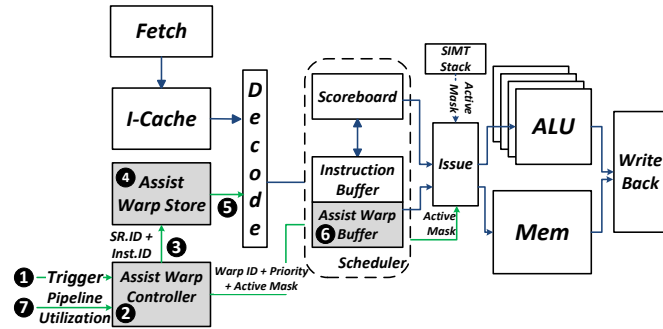 Fetch
I-Cache
Decode
Scoreboard
Instruction
Buffer
Assist Warp
6 Buffer
Scheduler
SIMT
Stack
Active
Mask
Issue
Active
Mask
ALU
Mem
Write
Back
4 Assist
Warp Store
5
SR.ID +
Inst.ID
3
1 Trigger
7 Pipeline
Utilization
Assist Warp
Controller
2
Warp ID + Priority
+ Active Mask